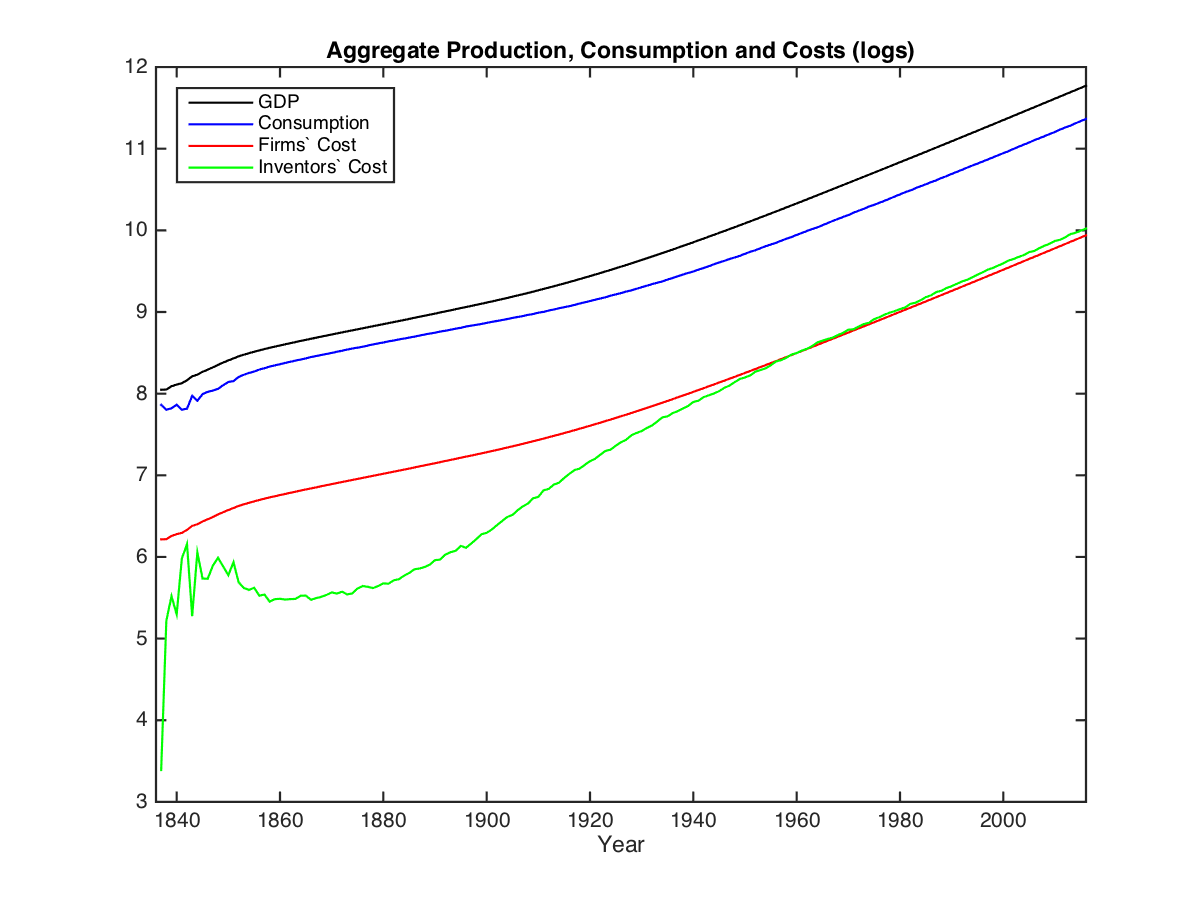 Aggregate Production, Consumption and Costs (logs)
12
11
10
9
8
7
6
5
4
3
GDP
Consumption
Firms` Cost
Inventors` Cost
1840 1860 1880 1900 1920 1940 1960 1980 2000
Year